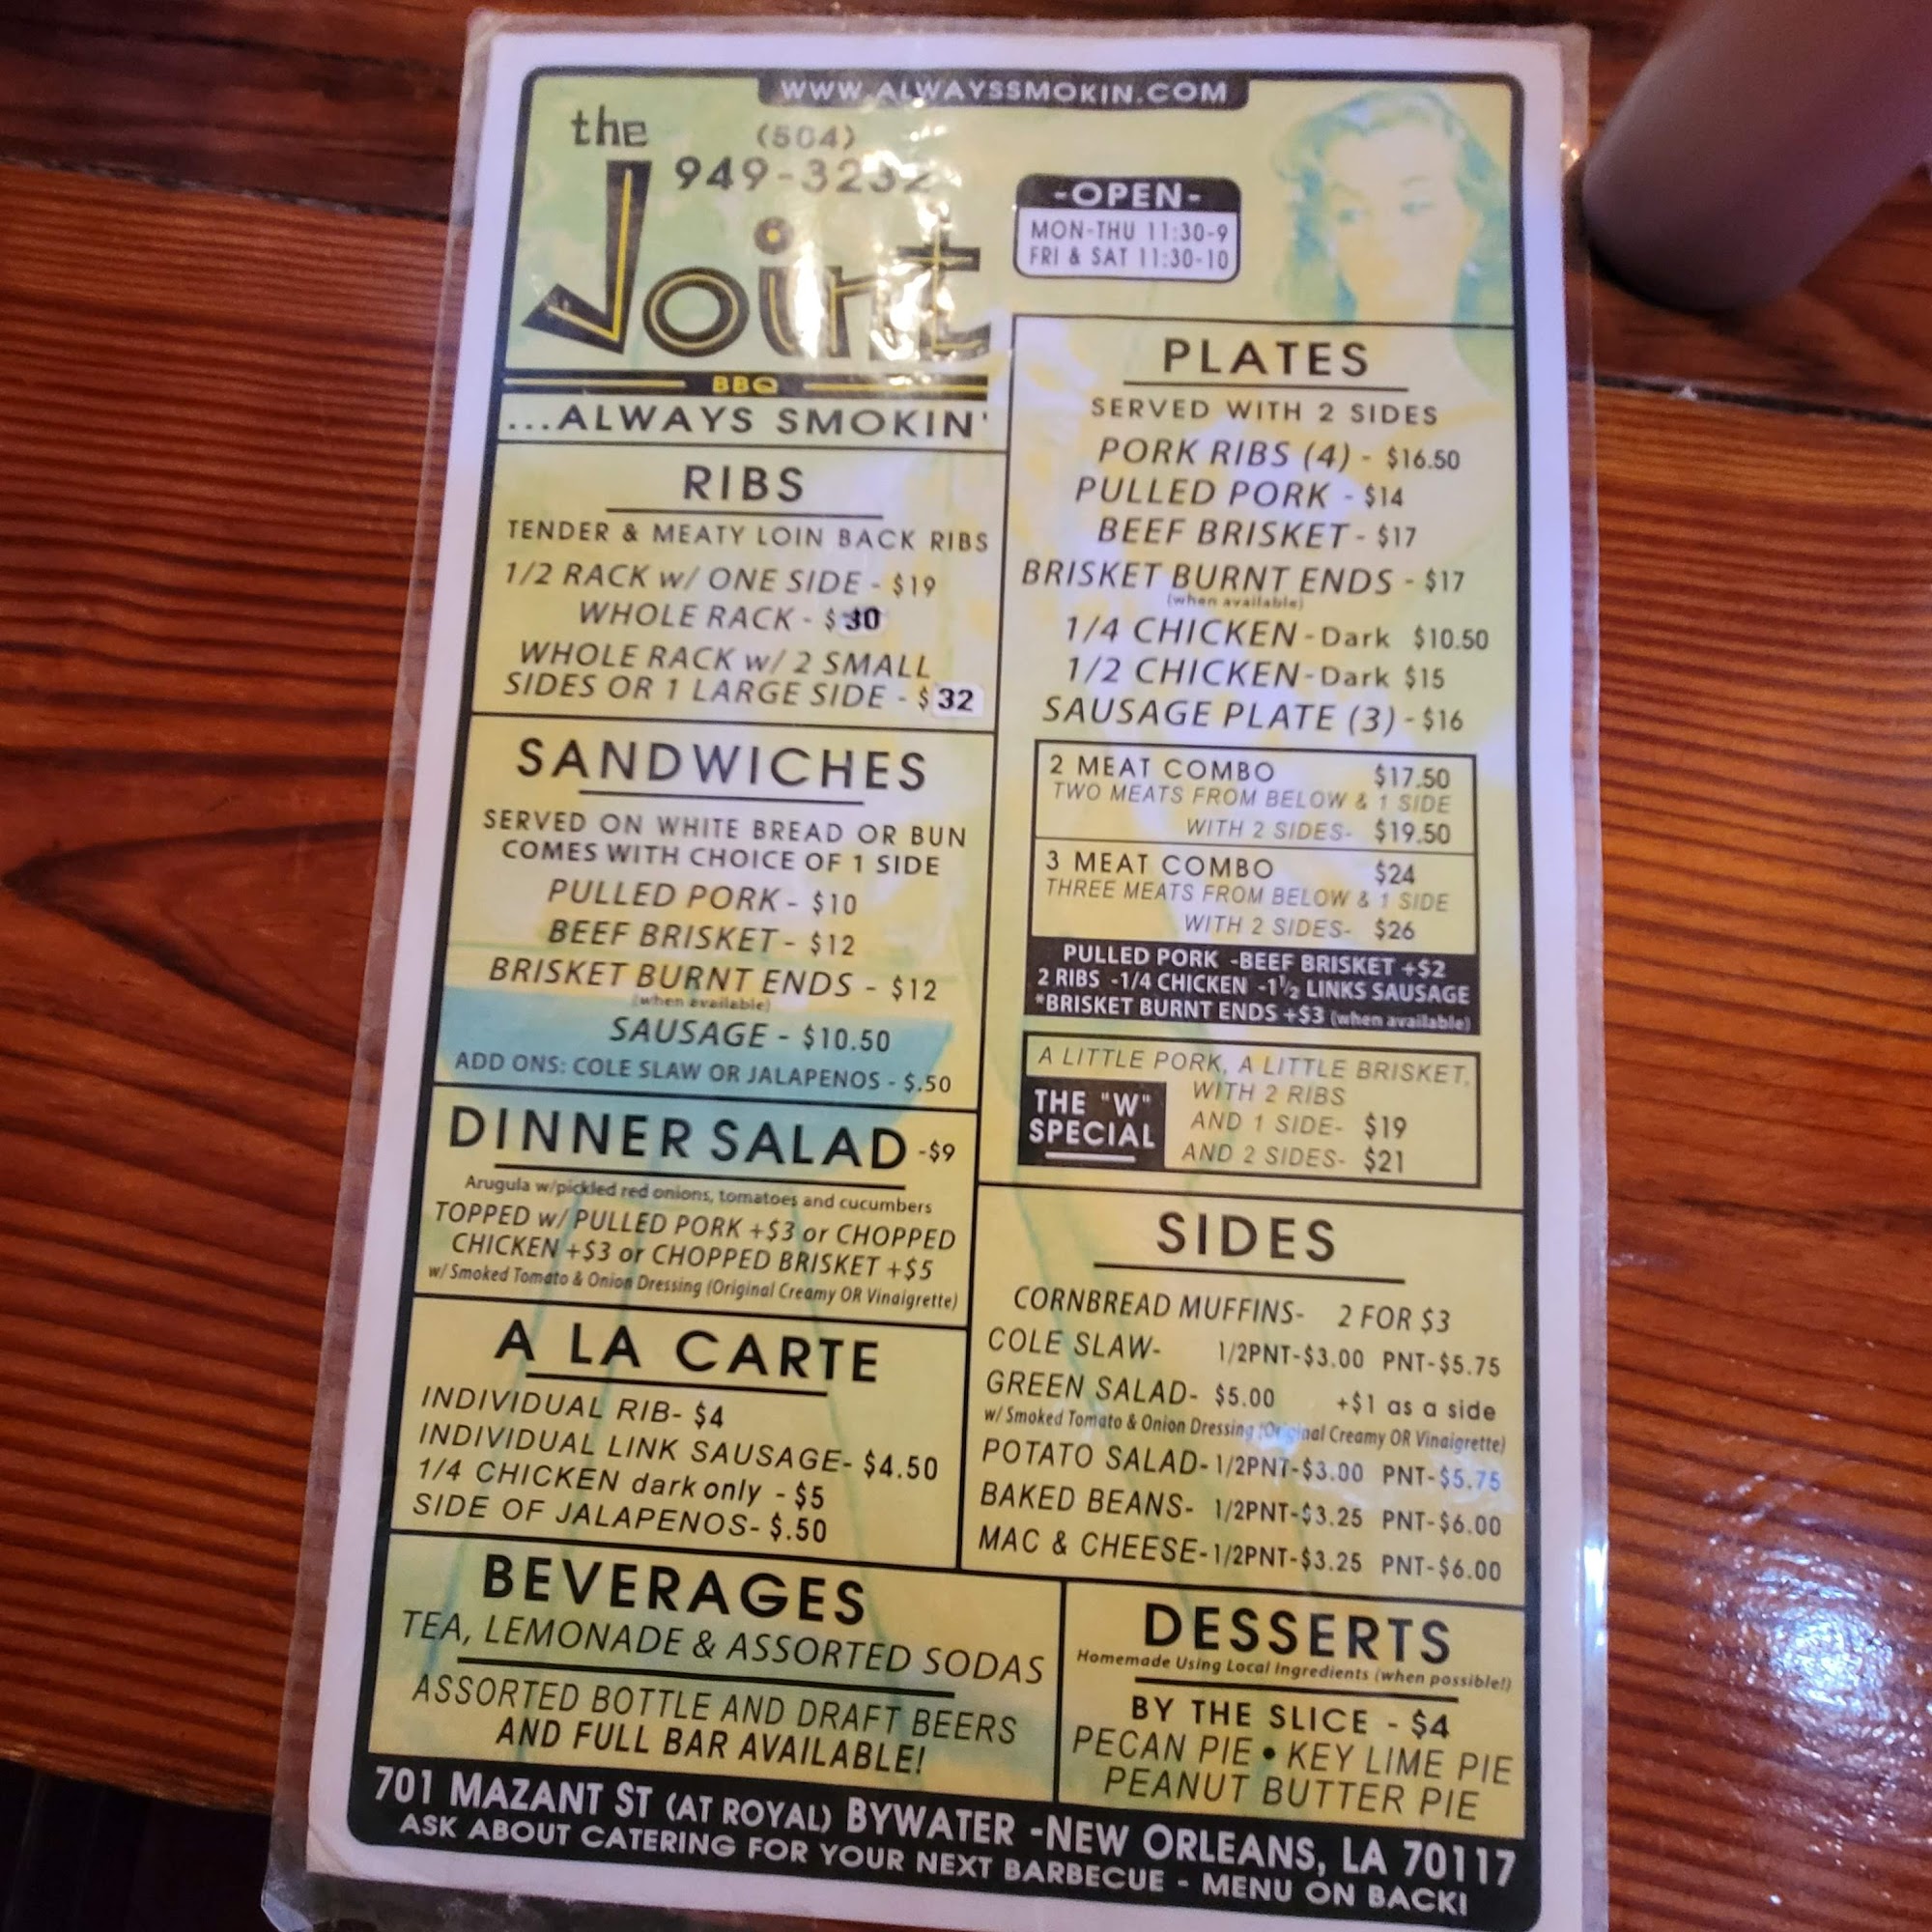 WWW.ALWAYSSMOKIN.COM
the
(504)
949-3232
Joint
BBQ
...ALWAYS SMOKIN'
-OPEN-
MON-THU 11:30-9
FRI & SAT 11:30-10
RIBS
TENDER & MEATY LOIN BACK RIBS
1/2 RACK w/ ONE SIDE - $19
WHOLE RACK - $30
WHOLE RACK w/ 2 SMALL
SIDES OR 1 LARGE SIDE - $32
SANDWICHES
SERVED ON WHITE BREAD OR BUN
COMES WITH CHOICE OF 1 SIDE
PULLED PORK - $10
BEEF BRISKET - $12
BRISKET BURNT ENDS - $12
(when available)
SAUSAGE - $10.50
ADD ONS: COLE SLAW OR JALAPENOS - $.50
DINNER SALAD -$9
Arugula w/pickled red onions, tomatoes and cucumbers
TOPPED w/ PULLED PORK +$3 or CHOPPED
CHICKEN +$3 or CHOPPED BRISKET +$5
w/ Smoked Tomato & Onion Dressing (Original Creamy OR Vinaigrette)
A LA CARTE
INDIVIDUAL RIB- $4
INDIVIDUAL LINK SAUSAGE- $4.50
1/4 CHICKEN dark only - $5
SIDE OF JALAPENOS- $.50
PLATES
SERVED WITH 2 SIDES
PORK RIBS (4) - $16.50
PULLED PORK - $14
BEEF BRISKET - $17
BRISKET BURNT ENDS - $17
(when available)
1/4 CHICKEN - Dark $10.50
1/2 CHICKEN - Dark $15
SAUSAGE PLATE (3) - $16
2 MEAT COMBO $17.50
TWO MEATS FROM BELOW & 1 SIDE
WITH 2 SIDES- $19.50
3 MEAT COMBO $24
THREE MEATS FROM BELOW & 1 SIDE
WITH 2 SIDES- $26
PULLED PORK -BEEF BRISKET +$2
2 RIBS -1/4 CHICKEN -1 1/2 LINKS SAUSAGE
*BRISKET BURNT ENDS +$3 (when available)
A LITTLE PORK, A LITTLE BRISKET,
WITH 2 RIBS
THE "W"
SPECIAL
AND 1 SIDE- $19
AND 2 SIDES- $21
SIDES
CORNBREAD MUFFINS- 2 FOR $3
COLE SLAW- 1/2PNT-$3.00 PNT-$5.75
GREEN SALAD- $5.00 +$1 as a side
w/ Smoked Tomato & Onion Dressing (Original Creamy OR Vinaigrette)
POTATO SALAD- 1/2PNT-$3.00 PNT-$5.75
BAKED BEANS- 1/2PNT-$3.25 PNT-$6.00
MAC & CHEESE- 1/2PNT-$3.25 PNT-$6.00
BEVERAGES
TEA, LEMONADE & ASSORTED SODAS
ASSORTED BOTTLE AND DRAFT BEERS
AND FULL BAR AVAILABLE!
DESSERTS
Homemade Using Local Ingredients (when possible!)
BY THE SLICE - $4
PECAN PIE • KEY LIME PIE
PEANUT BUTTER PIE
701 MAZANT ST (AT ROYAL) BYWATER -NEW ORLEANS, LA 70117
ASK ABOUT CATERING FOR YOUR NEXT BARBECUE - MENU ON BACK!